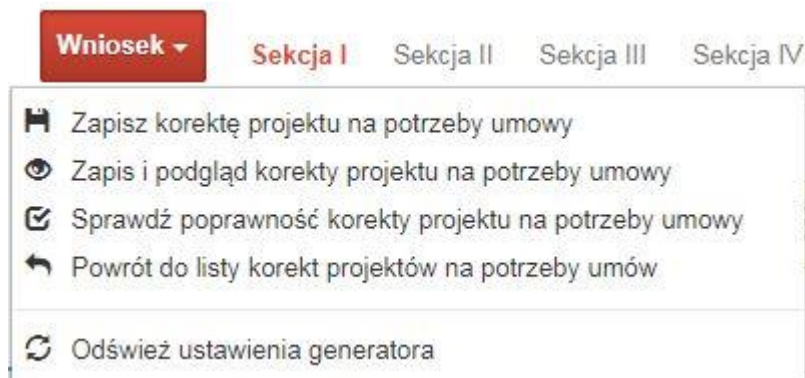 Wniosek Sekcja I Sekcja II Sekcja III Sekcja IV
Zapisz korektę projektu na potrzeby umowy
Zapis i podgląd korekty projektu na potrzeby umowy
Sprawdź poprawność korekty projektu na potrzeby umowy
Powrót do listy korekt projektów na potrzeby umów
Odśwież ustawienia generatora